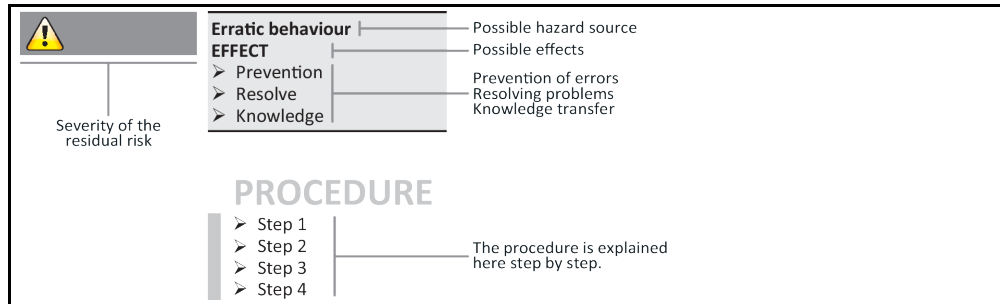 Erratic behaviour
Possible hazard source
EFFECT
Possible effects
➢ Prevention
➢ Resolve
➢ Knowledge
Prevention of errors
Resolving problems
Knowledge transfer
Severity of the
residual risk
PROCEDURE
➢ Step 1
➢ Step 2
➢ Step 3
➢ Step 4
The procedure is explained
here step by step.